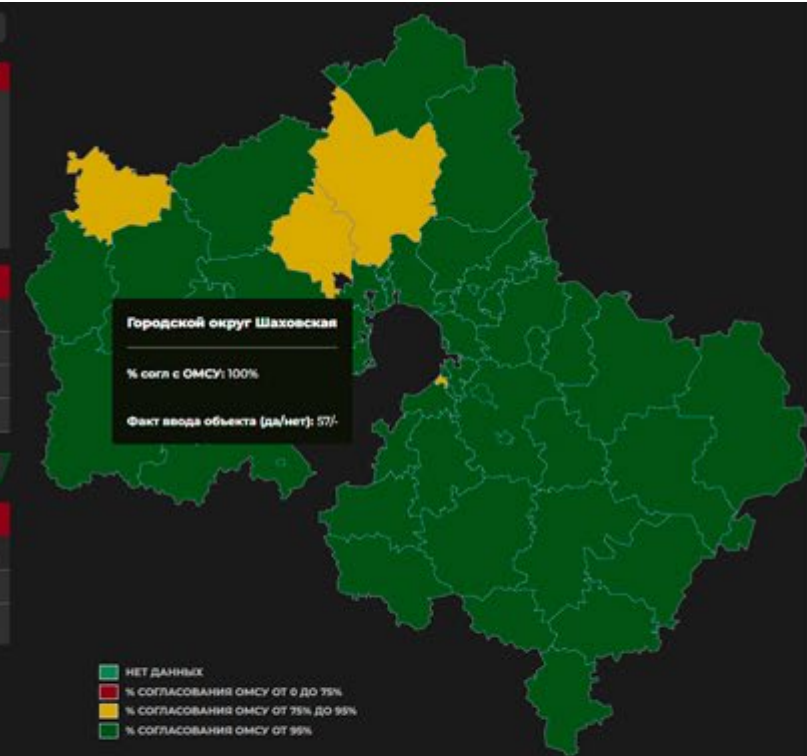 Городской округ Шаховская
% согл с ОМСУ: 100%
Факт ввода объекта (да/нет): 57/-
НЕТ ДАННЫХ
% СОГЛАСОВАНИЯ ОМСУ ОТ 0 ДО 75%
% СОГЛАСОВАНИЯ ОМСУ ОТ 75% ДО 95%
% СОГЛАСОВАНИЯ ОМСУ ОТ 95%